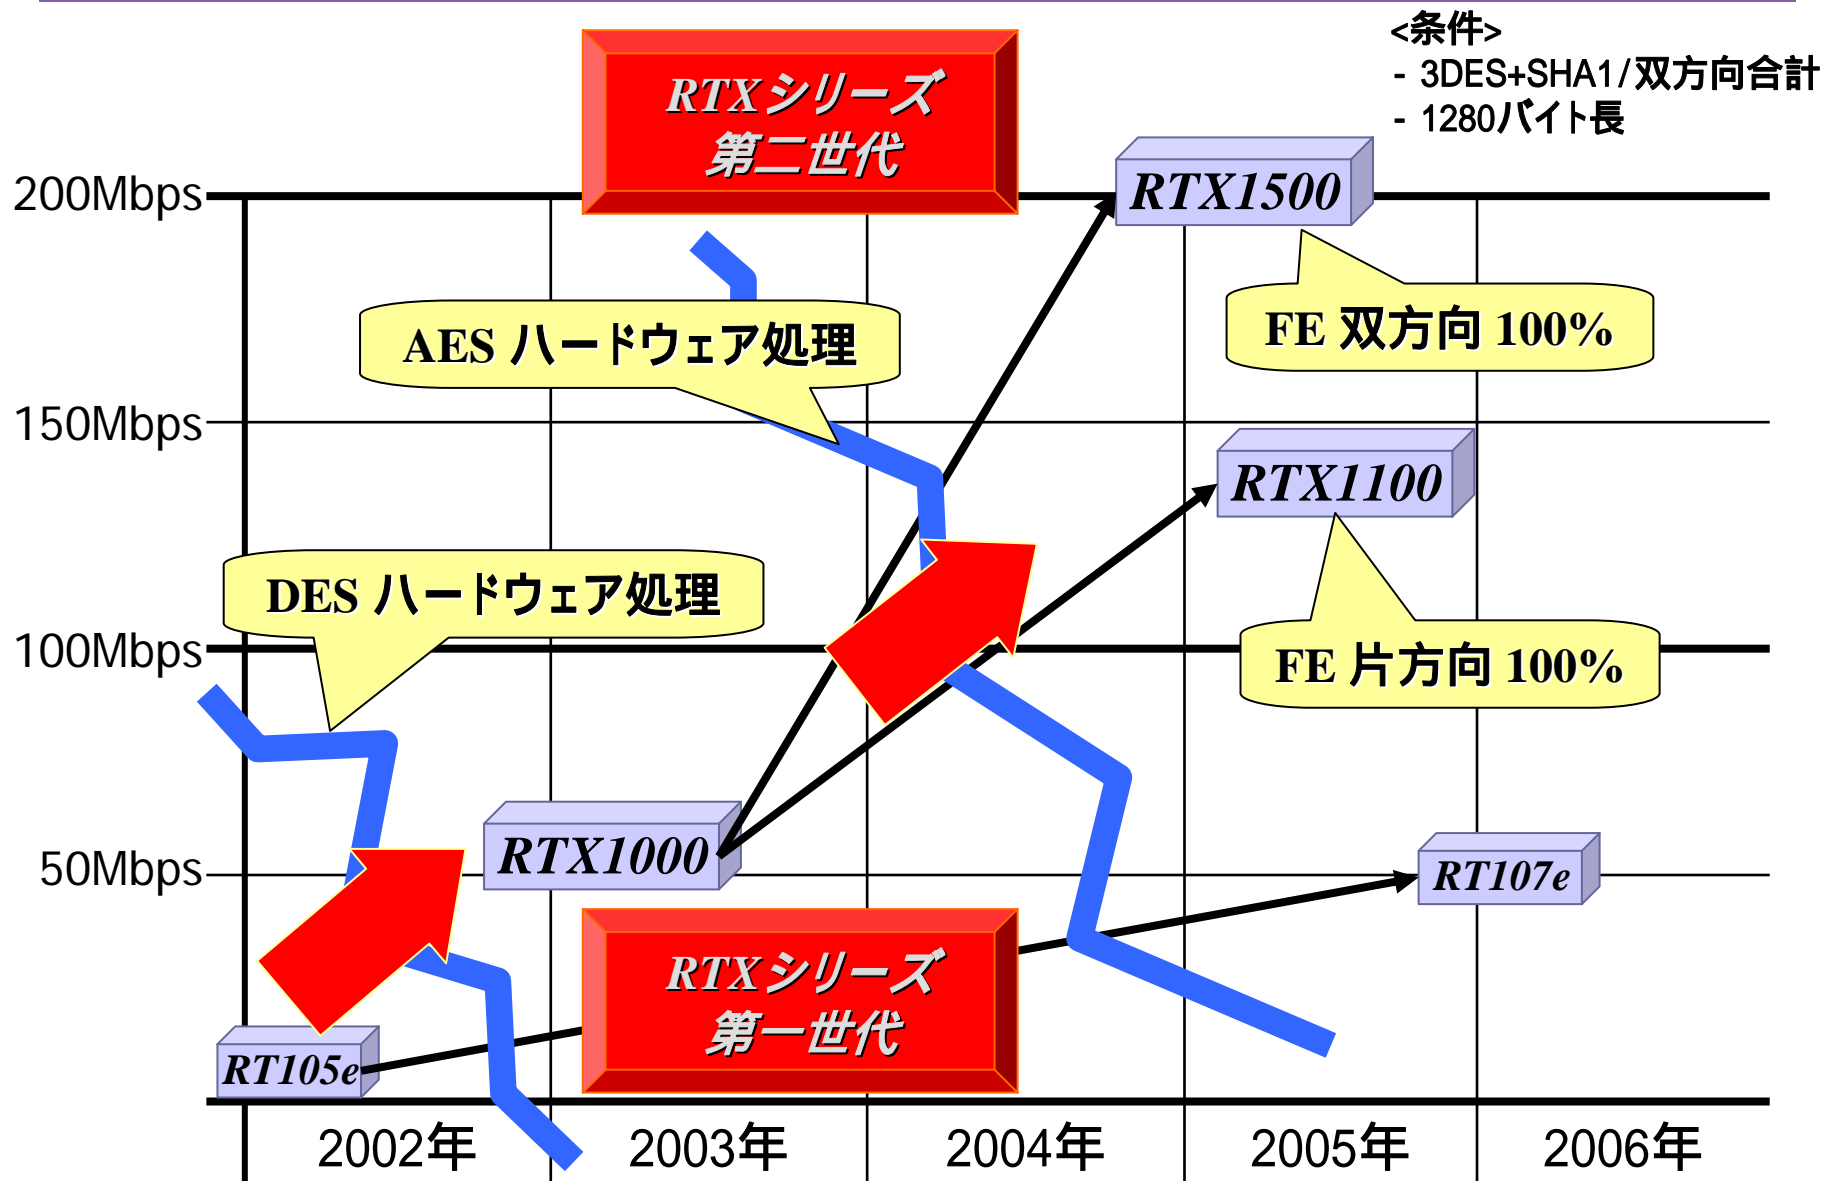 <条件>
- 3DES+SHA1/双方向合計
- 1280バイト長
RTXシリーズ
第二世代
200Mbps
RTX1500
FE 双方向 100%
AES ハードウェア処理
150Mbps
RTX1100
DES ハードウェア処理
100Mbps
FE 片方向 100%
RTX1000
50Mbps
RT107e
RTXシリーズ
第一世代
RT105e
2002年
2003年
2004年
2005年
2006年